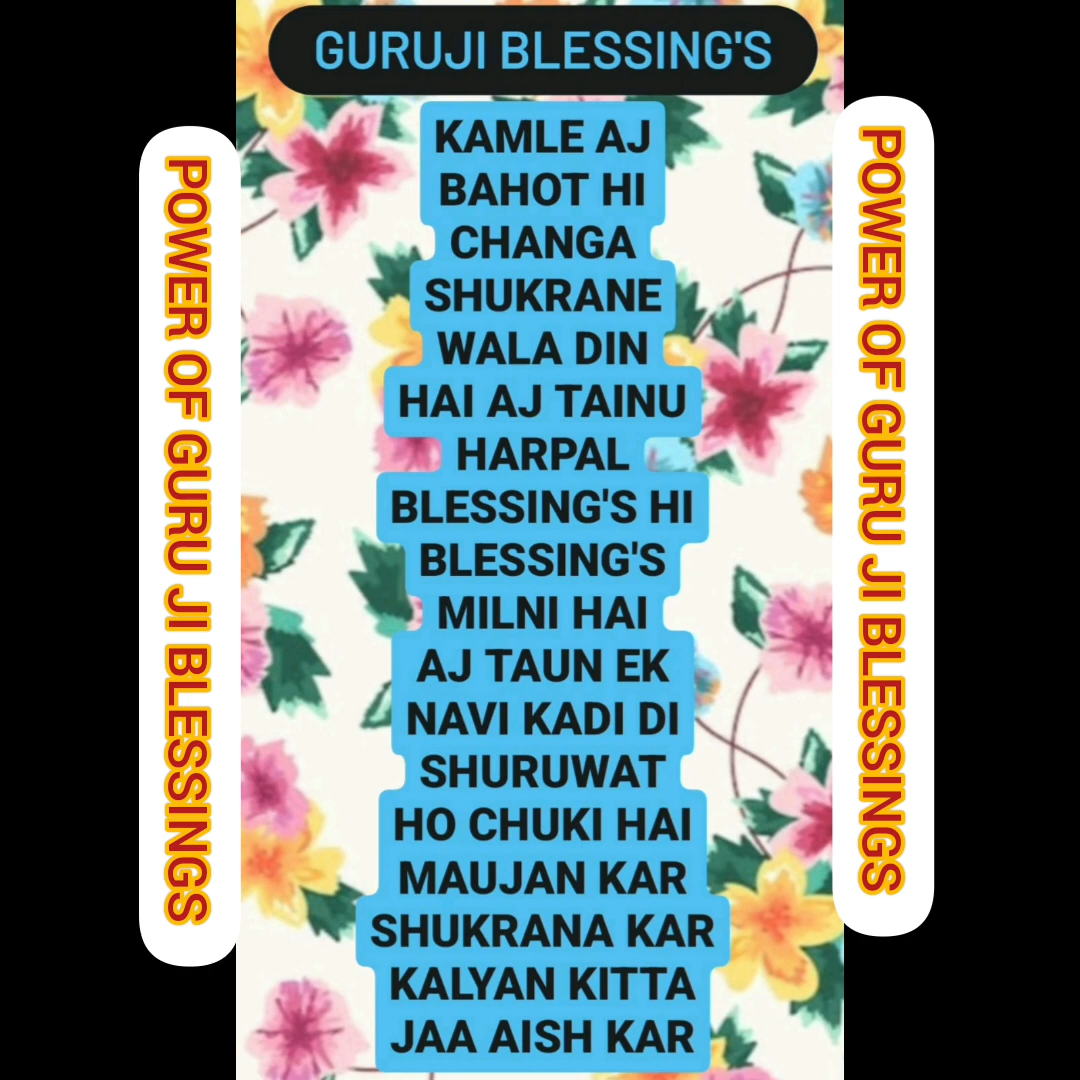 GURUJI BLESSING'S
KAMLE AJ
BAHOT HI
CHANGA
SHUKRANE
WALA DIN
HAI AJ TAINU
HARPAL
BLESSING'S HI
BLESSING'S
MILNI HAI
AJ TAUN EK
NAVI KADI DI
SHURUWAT
HO CHUKI HAI
MAUJAN KAR
SHUKRANA KAR
KALYAN KITTA
JAA AISH KAR
POWER OF GURU JI BLESSINGS
POWER OF GURU JI BLESSINGS